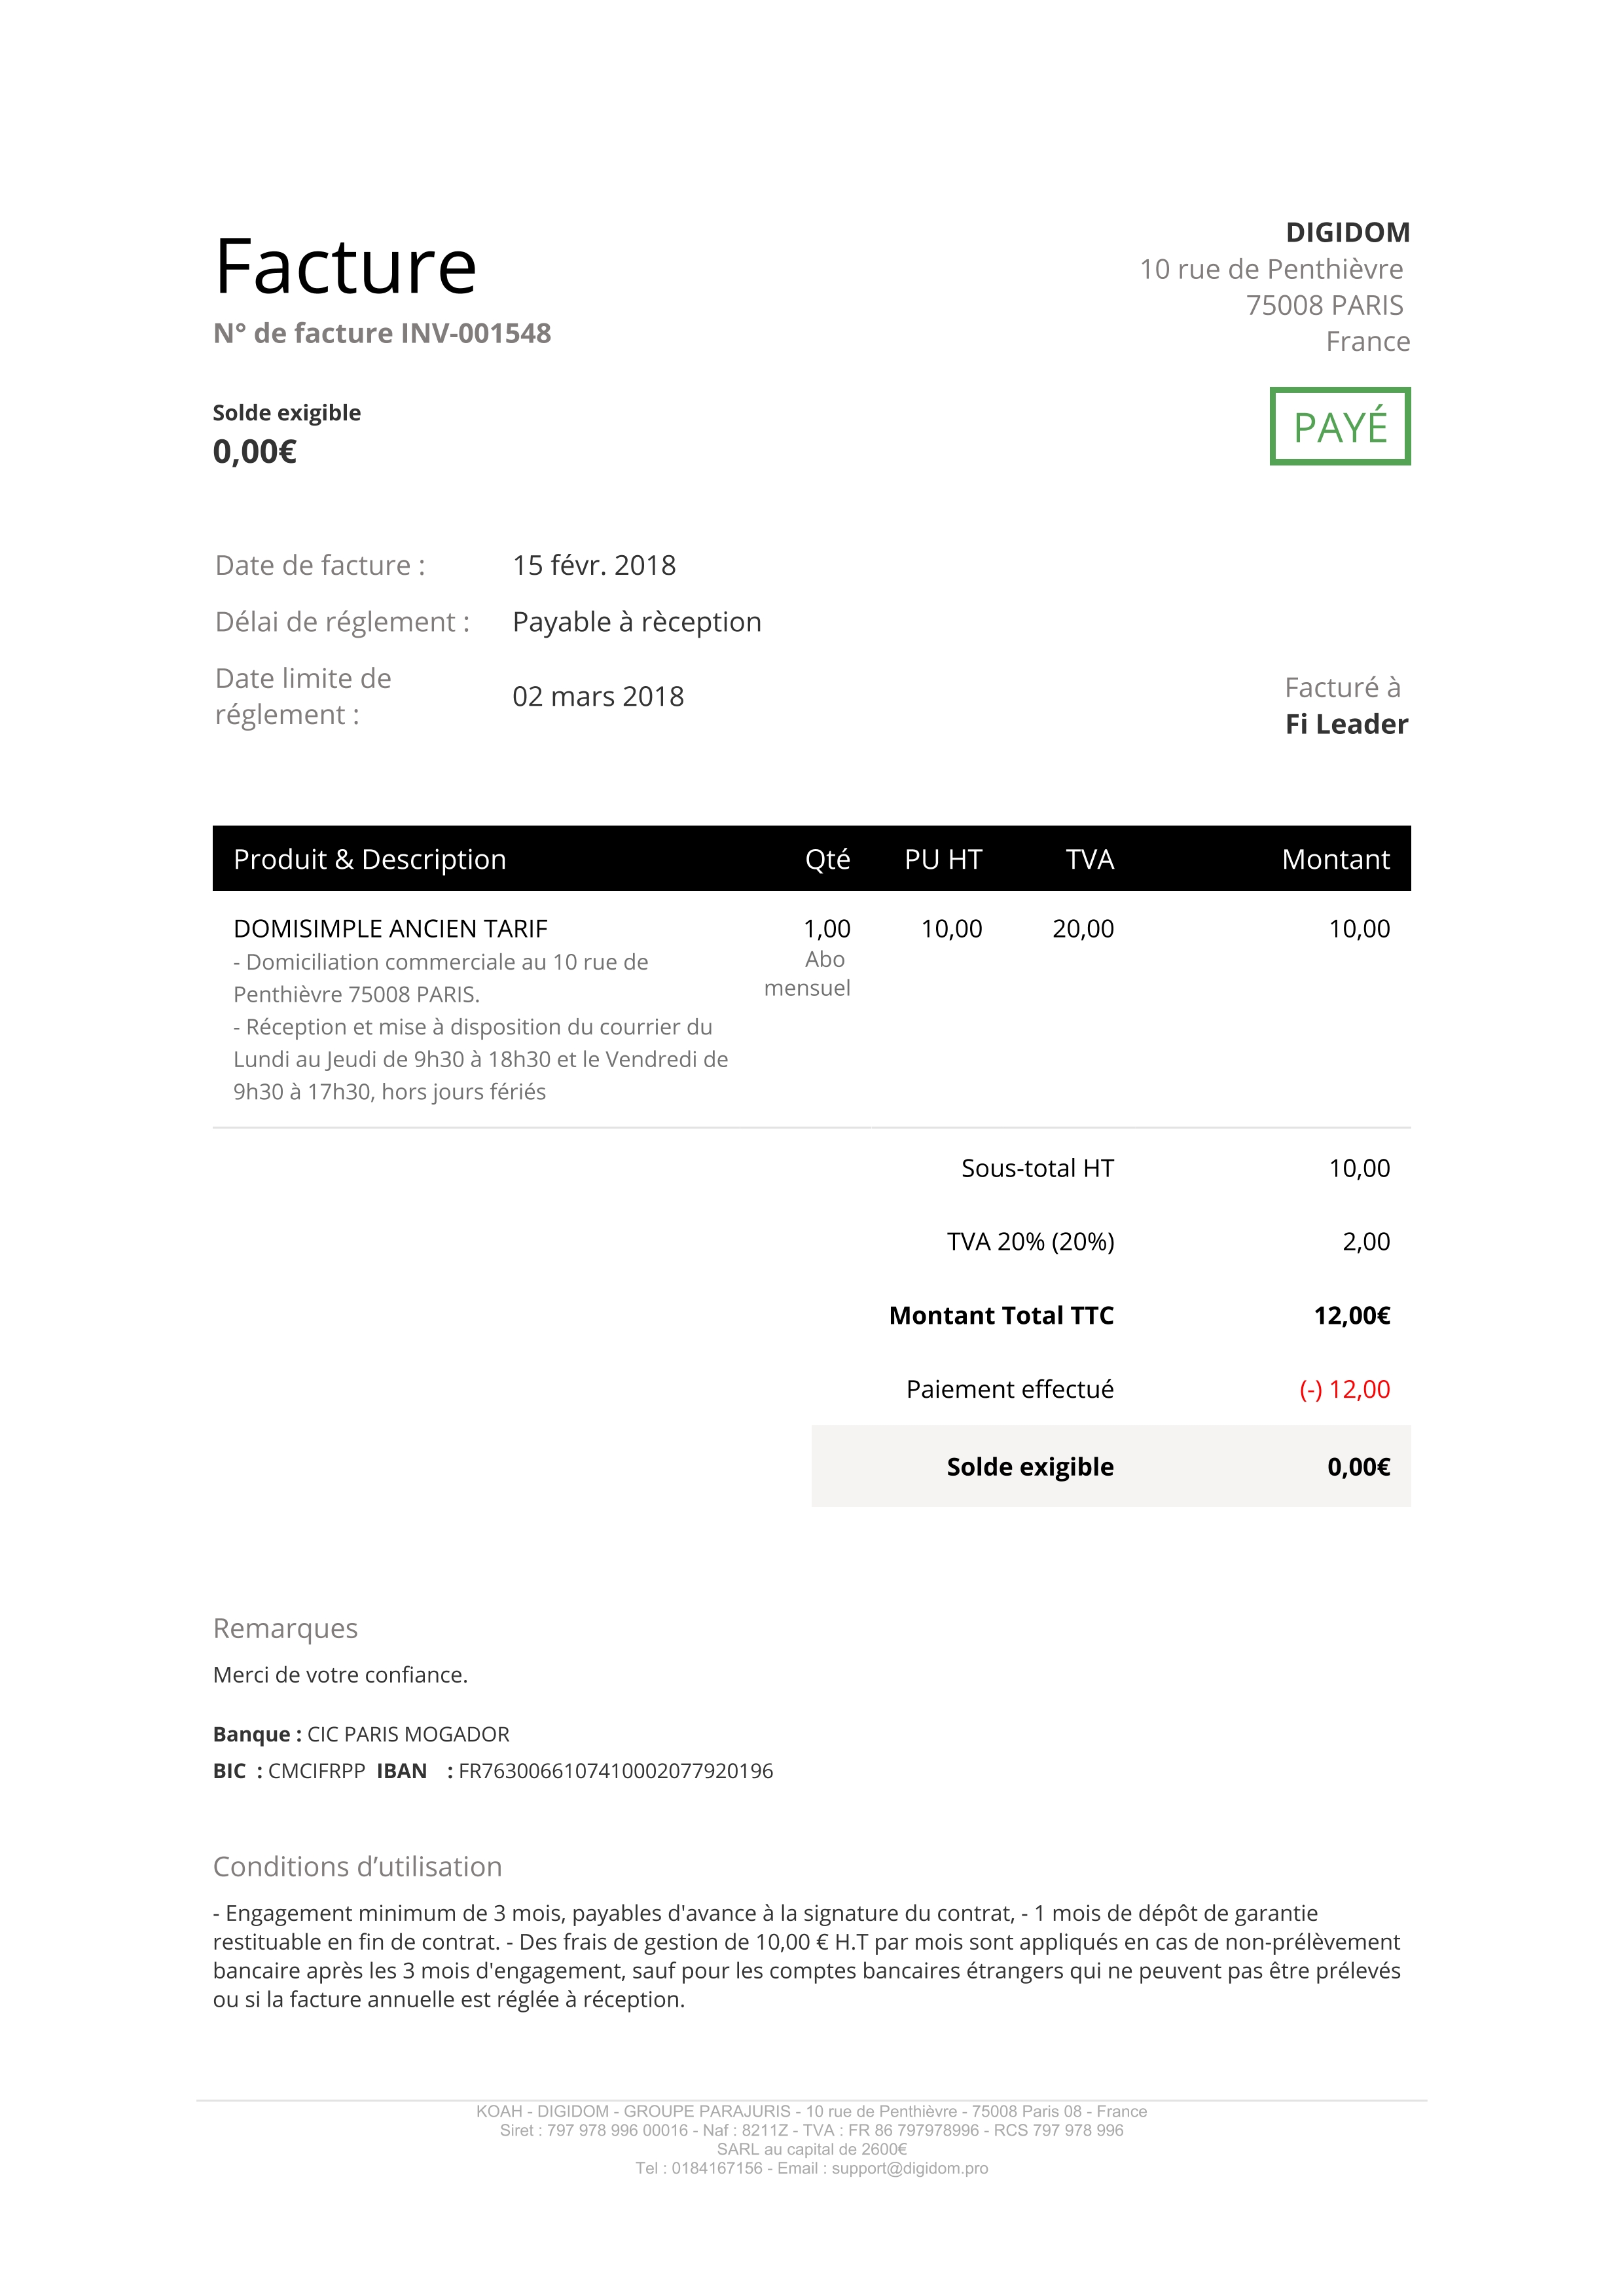 Facture
N° de facture INV-001548
DIGIDOM
10 rue de Penthièvre
75008 PARIS
France
Solde exigible
0,00€
PAYÉ
Date de facture : 15 févr. 2018
Délai de réglement : Payable à rèception
Date limite de
réglement : 02 mars 2018
Facturé à
Fi Leader
Produit & Description Qté PU HT TVA Montant
DOMISIMPLE ANCIEN TARIF 1,00 10,00 20,00 10,00
- Domiciliation commerciale au 10 rue de Abo
Penthièvre 75008 PARIS. mensuel
- Réception et mise à disposition du courrier du
Lundi au Jeudi de 9h30 à 18h30 et le Vendredi de
9h30 à 17h30, hors jours fériés
Sous-total HT 10,00
TVA 20% (20%) 2,00
Montant Total TTC 12,00€
Paiement effectué (-) 12,00
Solde exigible 0,00€
Remarques
Merci de votre confiance.
Banque : CIC PARIS MOGADOR
BIC : CMCIFRPP IBAN : FR7630066107410002077920196
Conditions d’utilisation
- Engagement minimum de 3 mois, payables d'avance à la signature du contrat, - 1 mois de dépôt de garantie
restituable en fin de contrat. - Des frais de gestion de 10,00 € H.T par mois sont appliqués en cas de non-prélèvement
bancaire après les 3 mois d'engagement, sauf pour les comptes bancaires étrangers qui ne peuvent pas être prélevés
ou si la facture annuelle est réglée à réception.
KOAH - DIGIDOM - GROUPE PARAJURIS - 10 rue de Penthièvre - 75008 Paris 08 - France
Siret : 797 978 996 00016 - Naf : 8211Z - TVA : FR 86 797978996 - RCS 797 978 996
SARL au capital de 2600€
Tel : 0184167156 - Email : support@digidom.pro